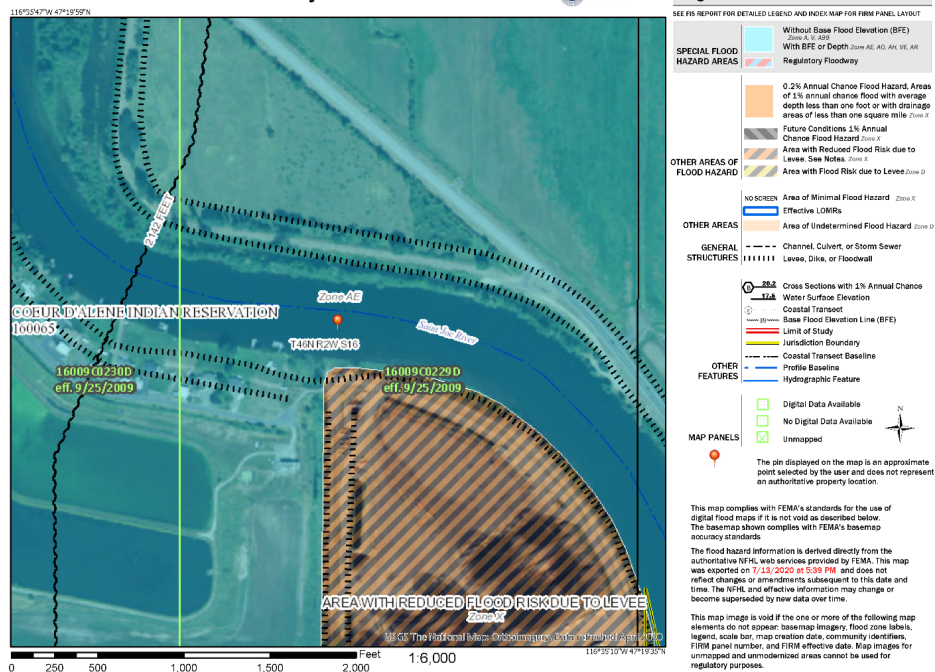 116°35'47"W 47°19'59"N
2142 FEET
Zone AE
COEUR D'ALENE INDIAN RESERVATION
160065
T46N R2W S16
Saint Joe River
16009C0230D
eff. 9/25/2009
16009C0229D
eff. 9/25/2009
AREA WITH REDUCED FLOOD RISK DUE TO LEVEE
Zone X
USGS The National Map: Orthoimagery. Data refreshed April 2020
116°35'10"W 47°19'35"N
0 250 500 1,000 1,500 2,000 Feet 1:6,000
SEE FIS REPORT FOR DETAILED LEGEND AND INDEX MAP FOR FIRM PANEL LAYOUT
SPECIAL FLOOD
HAZARD AREAS
Without Base Flood Elevation (BFE)
Zone A, V, A99
With BFE or Depth Zone AE, AO, AH, VE, AR
Regulatory Floodway
0.2% Annual Chance Flood Hazard, Areas
of 1% annual chance flood with average
depth less than one foot or with drainage
areas of less than one square mile Zone X
Future Conditions 1% Annual
Chance Flood Hazard Zone X
OTHER AREAS OF
FLOOD HAZARD
Area with Reduced Flood Risk due to
Levee. See Notes. Zone X
Area with Flood Risk due to Levee Zone D
NO SCREEN Area of Minimal Flood Hazard Zone X
Effective LOMRs
OTHER AREAS
Area of Undetermined Flood Hazard Zone D
GENERAL
STRUCTURES
Channel, Culvert, or Storm Sewer
Levee, Dike, or Floodwall
B 20.2 Cross Sections with 1% Annual Chance
17.5 Water Surface Elevation
Coastal Transect
Base Flood Elevation Line (BFE)
Limit of Study
Jurisdiction Boundary
Coastal Transect Baseline
OTHER
FEATURES
Profile Baseline
Hydrographic Feature
Digital Data Available
No Digital Data Available
Unmapped
MAP PANELS
N
The pin displayed on the map is an approximate
point selected by the user and does not represent
an authoritative property location.
This map complies with FEMA's standards for the use of
digital flood maps if it is not void as described below.
The basemap shown complies with FEMA's basemap
accuracy standards
The flood hazard information is derived directly from the
authoritative NFHL web services provided by FEMA. This map
was exported on 7/13/2020 at 5:39 PM and does not
reflect changes or amendments subsequent to this date and
time. The NFHL and effective information may change or
become superseded by new data over time.
This map image is void if the one or more of the following map
elements do not appear: basemap imagery, flood zone labels,
legend, scale bar, map creation date, community identifiers,
FIRM panel number, and FIRM effective date. Map images for
unmapped and unmodernized areas cannot be used for
regulatory purposes.